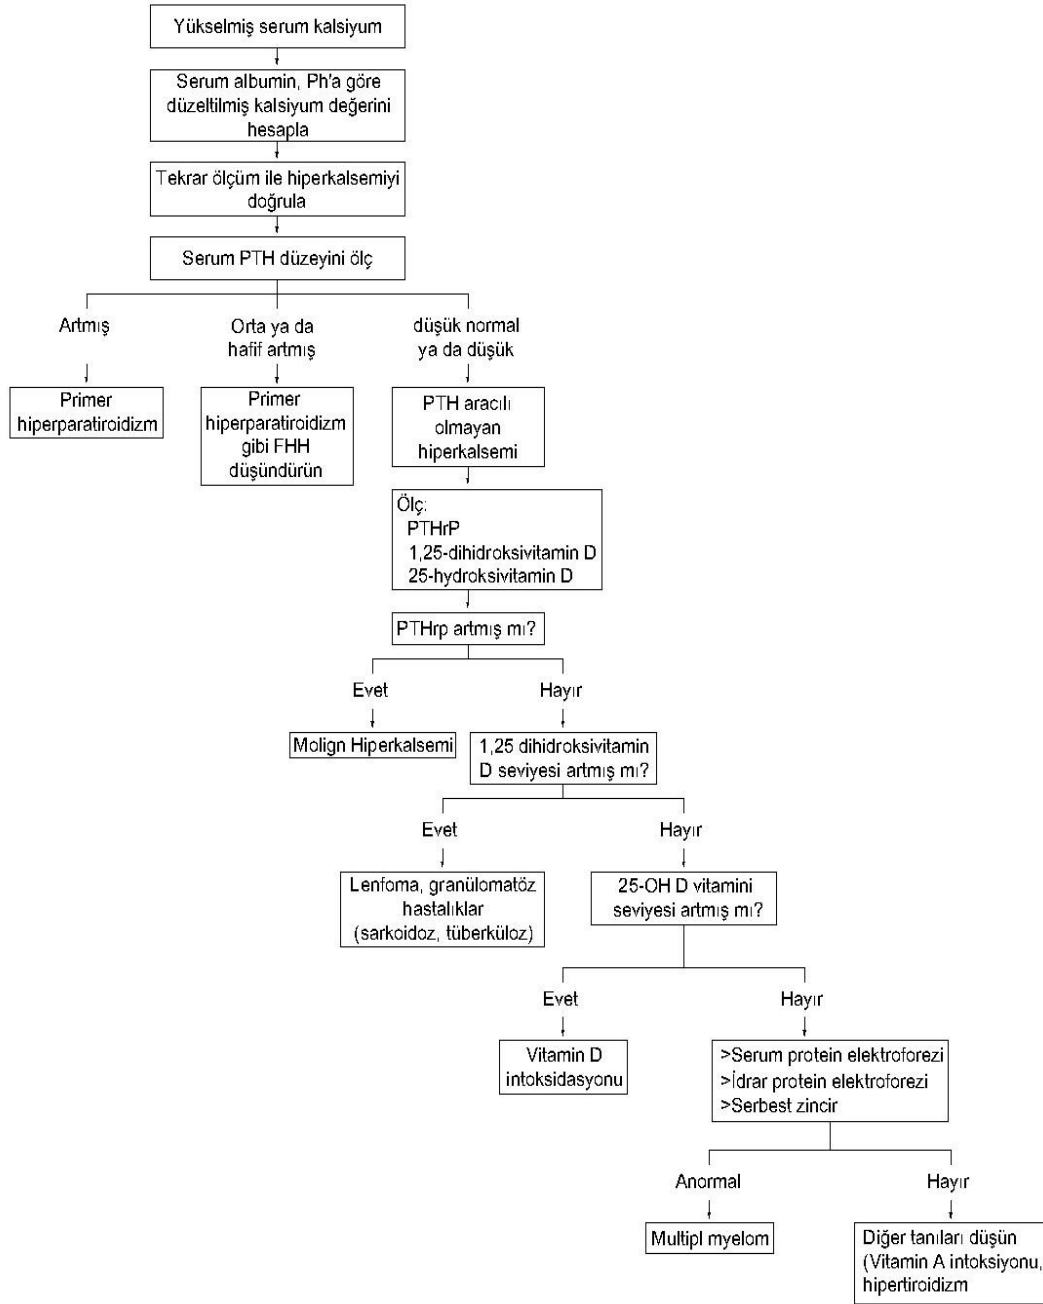 Yükselmiş serum kalsiyum
Serum albumin, Ph'a göre
düzeltilmiş kalsiyum değerini
hesapla
Tekrar ölçüm ile hiperkalsemiyi
doğrula
Serum PTH düzeyini ölç
Artmış
Orta ya da
hafif artmış
düşük normal
ya da düşük
Primer
hiperparatiroidizm
Primer
hiperparatiroidizm
gibi FHH
düşündürün
PTH aracılı
olmayan
hiperkalsemi
Ölç:
PTHrP
1,25-dihidroksivitamin D
25-hydroksivitamin D
PTHrp artmış mı?
Evet
Hayır
Molign Hiperkalsemi
1,25 dihidroksivitamin
D seviyesi artmış mı?
Evet
Hayır
Lenfoma, granülomatöz
hastalıklar
(sarkoidoz, tüberküloz)
25-OH D vitamini
seviyesi artmış mı?
Evet
Hayır
Vitamin D
intoksidasyonu
>Serum protein elektroforezi
>İdrar protein elektroforezi
>Serbest zincir
Anormal
Hayır
Multipl myelom
Diğer tanıları düşün
(Vitamin A intoksiyonu,
hipertiroidizm